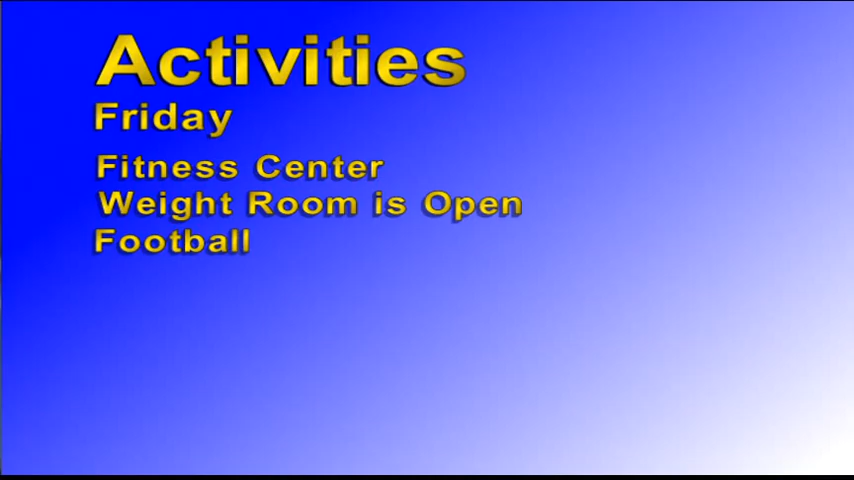 Activities
Friday
Fitness Center
Weight Room is Open
Football